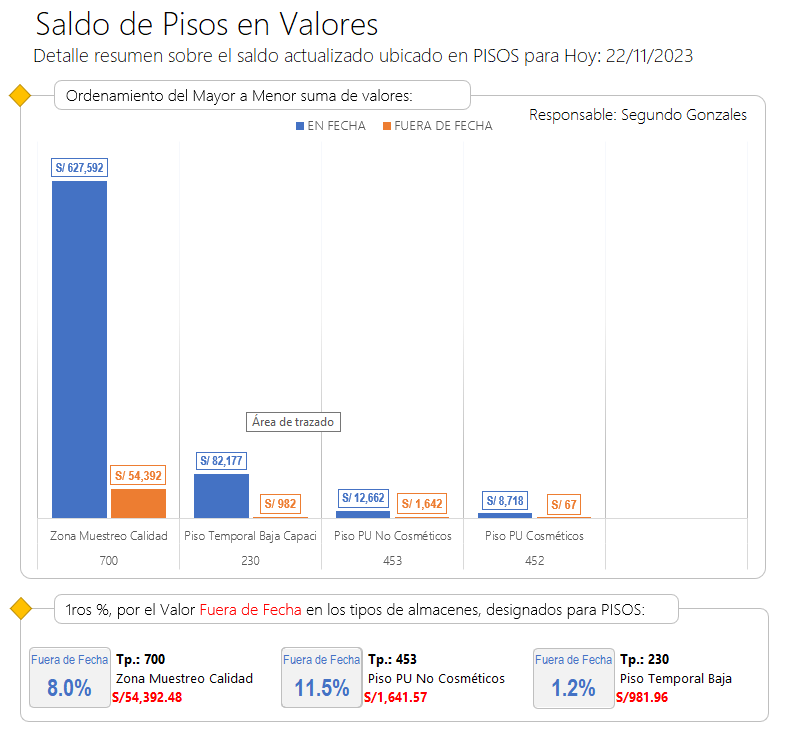 Saldo de Pisos en Valores
Detalle resumen sobre el saldo actualizado ubicado en PISOS para Hoy: 22/11/2023
Ordenamiento del Mayor a Menor suma de valores:
Responsable: Segundo Gonzales
EN FECHA FUERA DE FECHA
S/ 627,592
S/ 54,392
S/ 82,177
S/ 982
S/ 12,662
S/ 1,642
S/ 8,718
S/ 67
Área de trazado
Zona Muestreo Calidad Piso Temporal Baja Capaci Piso PU No Cosméticos Piso PU Cosméticos
700 230 453 452
1ros %, por el Valor Fuera de Fecha en los tipos de almacenes, designados para PISOS:
Fuera de Fecha
8.0%
Tp.: 700
Zona Muestreo Calidad
S/54,392.48
Fuera de Fecha
11.5%
Tp.: 453
Piso PU No Cosméticos
S/1,641.57
Fuera de Fecha
1.2%
Tp.: 230
Piso Temporal Baja
S/981.96